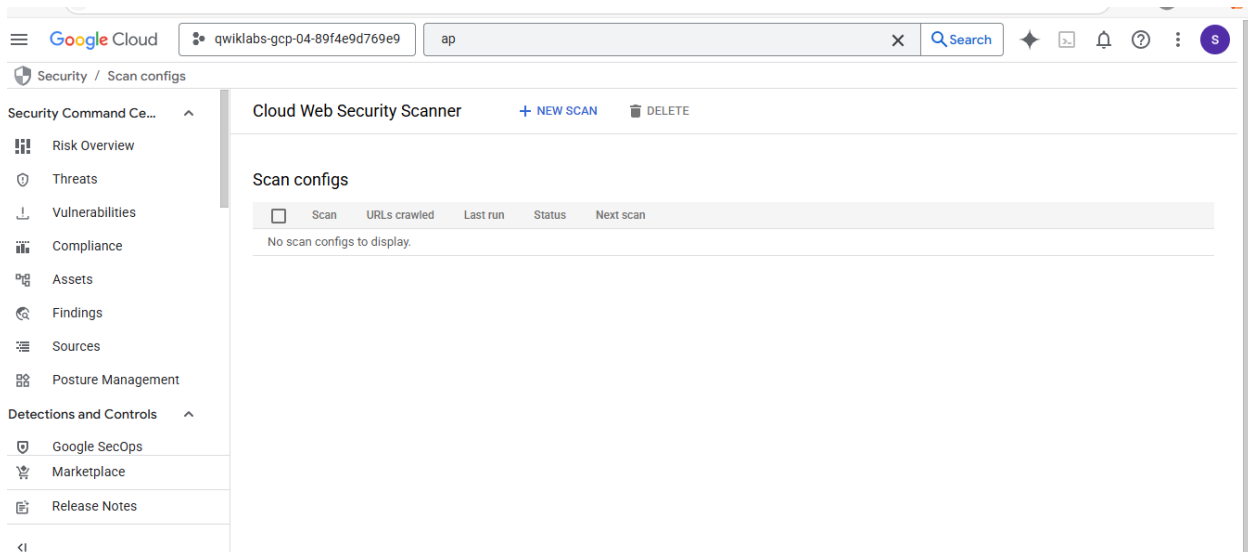 Google Cloud
qwiklabs-gcp-04-89f4e9d769e9
ap
Search
S
Security / Scan configs
Security Command Ce...
Risk Overview
Threats
Vulnerabilities
Compliance
Assets
Findings
Sources
Posture Management
Detections and Controls
Google SecOps
Marketplace
Release Notes
Cloud Web Security Scanner
+ NEW SCAN
DELETE
Scan configs
Scan URLs crawled Last run Status Next scan
No scan configs to display.